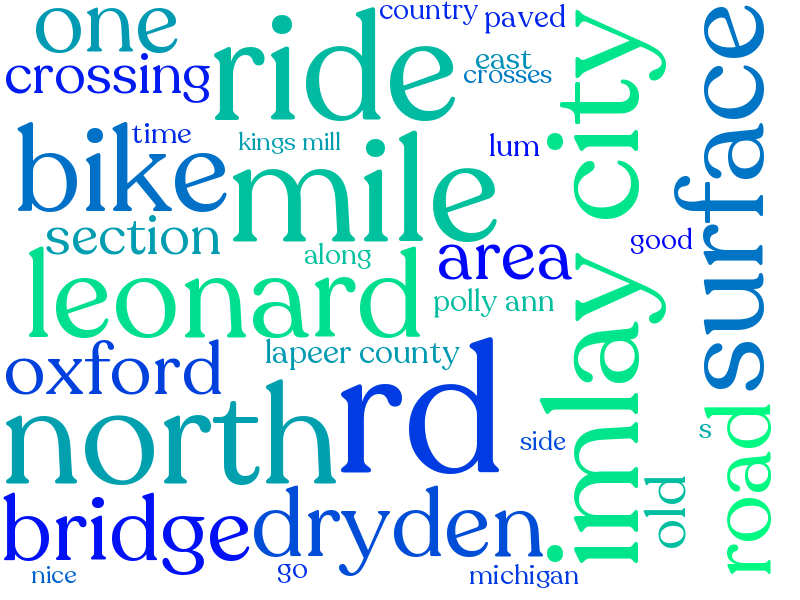 one
ride
country
paved
crossing
east
crosses
imlay city
surface
bike
time
kings mill
lum
mile
section
along
area
good
leonard
polly ann
oxford
lapeer county
north
rd
side
s
road
old
bridge
dryden
nice
go
michigan